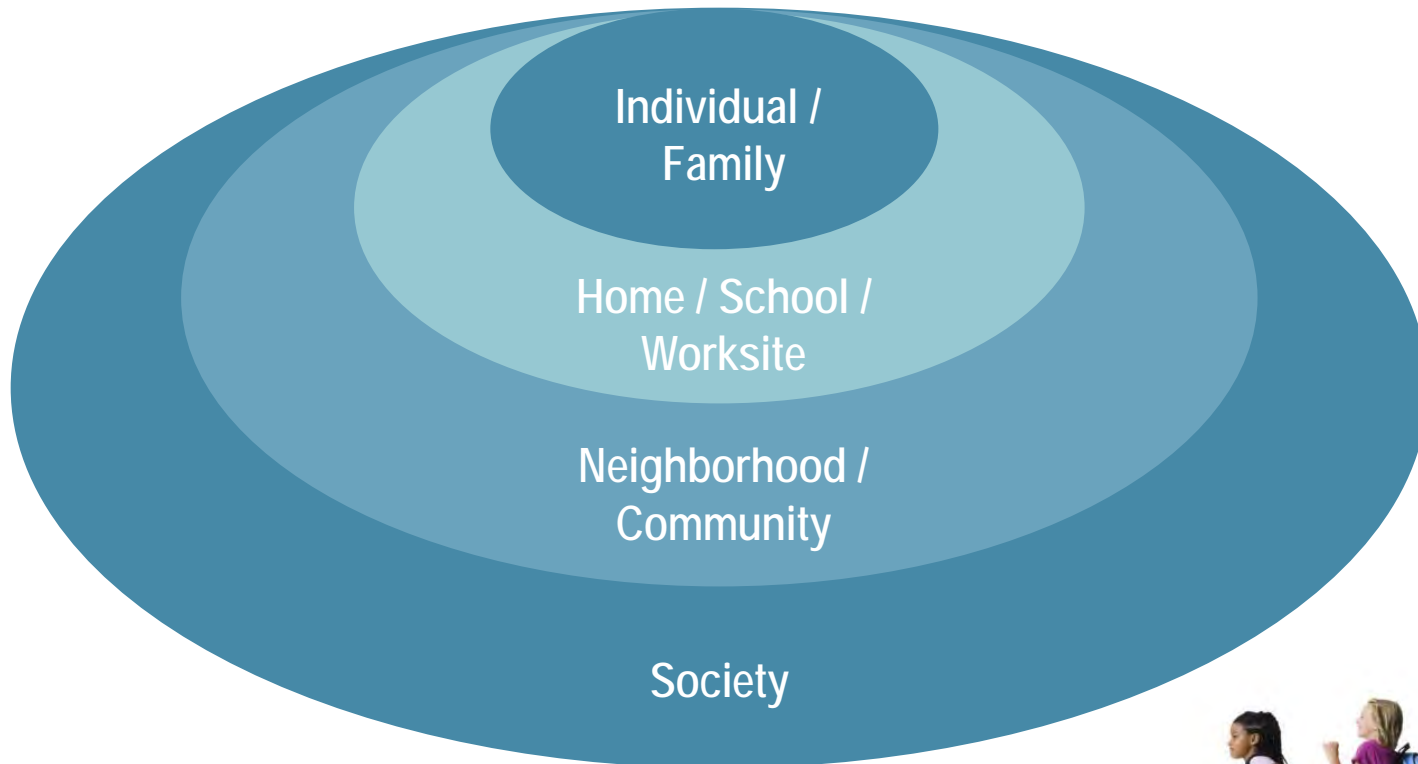 Individual /
Family
Home / School /
Worksite
Neighborhood /
Community
Society